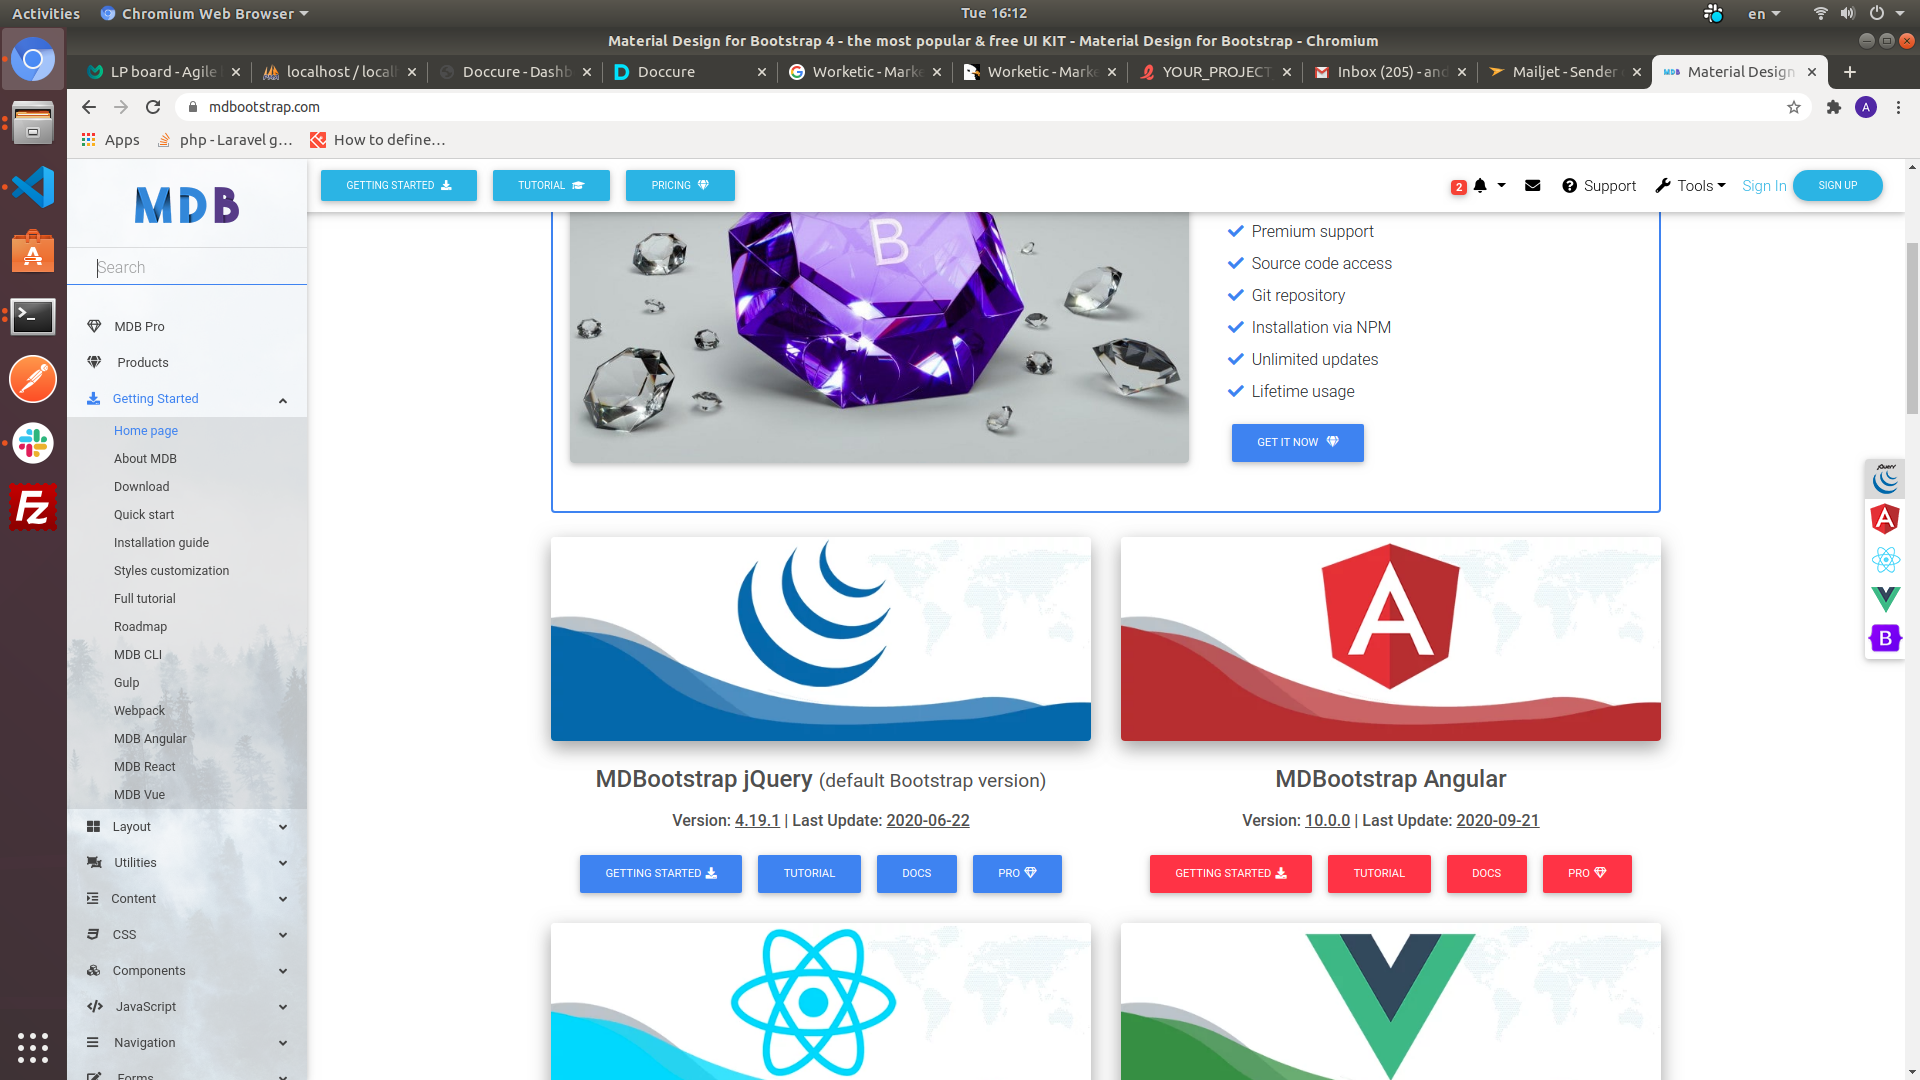 Activities
Chromium Web Browser
Tue 16:12
en
Material Design for Bootstrap 4 - the most popular & free UI KIT - Material Design for Bootstrap - Chromium
LP board - Agile
localhost / local
Doccure - Dashb
Doccure
Worketic - Marke
Worketic - Marke
YOUR_PROJECT
Inbox (205) - and
Mailjet - Sender
Material Design
mdbootstrap.com
A
Apps
php - Laravel g...
How to define...
MDB
GETTING STARTED
TUTORIAL
PRICING
2
Support
Tools
Sign In
SIGN UP
Search
MDB Pro
Products
Getting Started
Home page
About MDB
Download
Quick start
Installation guide
Styles customization
Full tutorial
Roadmap
MDB CLI
Gulp
Webpack
MDB Angular
MDB React
MDB Vue
Layout
Utilities
Content
CSS
Components
JavaScript
Navigation
Forms
B
Premium support
Source code access
Git repository
Installation via NPM
Unlimited updates
Lifetime usage
GET IT NOW
MDBootstrap jQuery (default Bootstrap version)
Version: 4.19.1 | Last Update: 2020-06-22
GETTING STARTED
TUTORIAL
DOCS
PRO
A
MDBootstrap Angular
Version: 10.0.0 | Last Update: 2020-09-21
GETTING STARTED
TUTORIAL
DOCS
PRO
jQuery
A
B
Fz